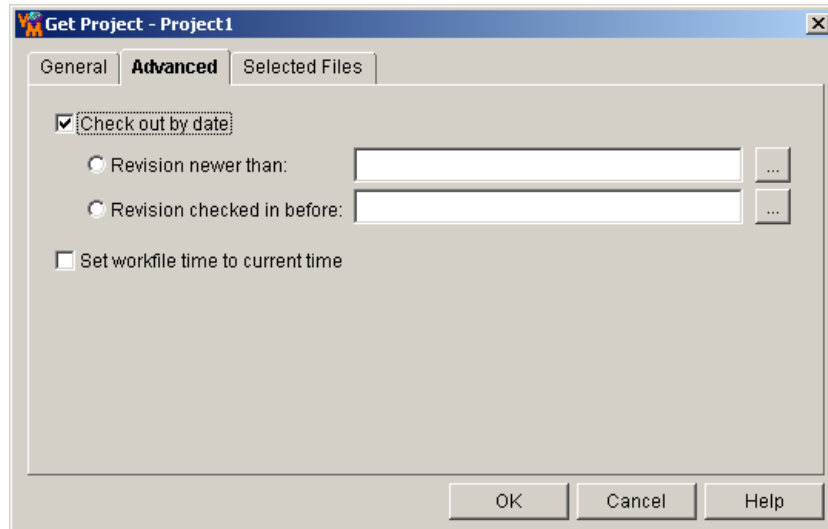 VM Get Project - Project1
General Advanced Selected Files
Check out by date
Revision newer than: ...
Revision checked in before: ...
Set workfile time to current time
OK Cancel Help